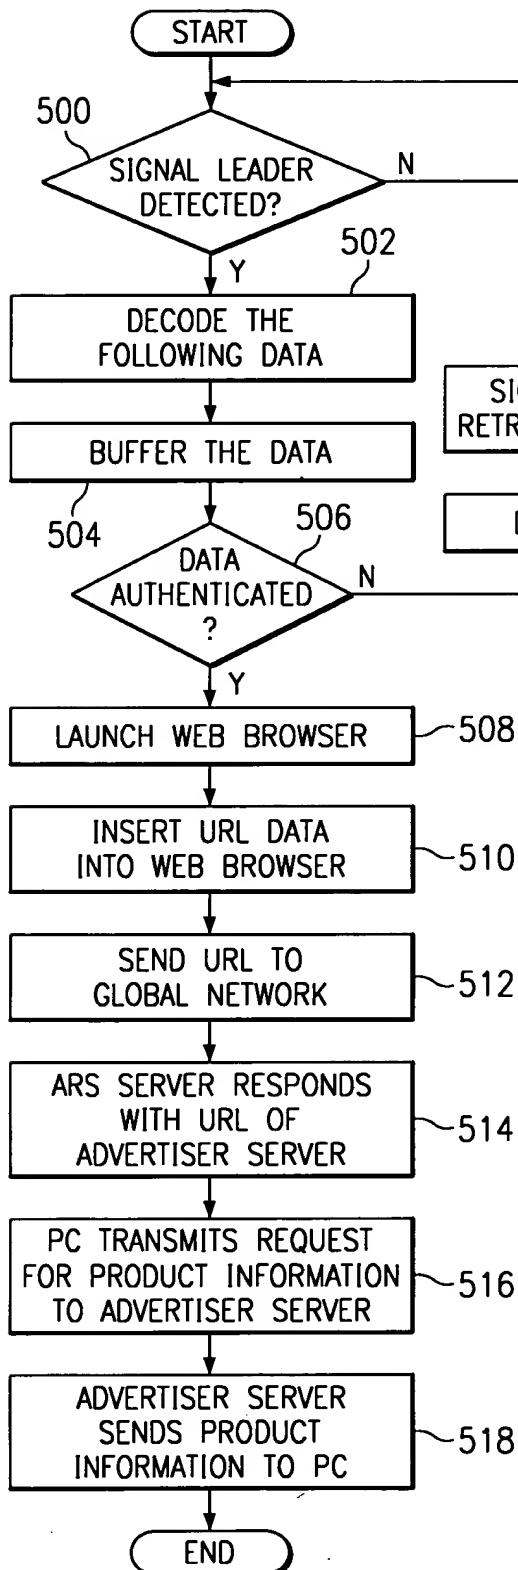 START
500
SIGNAL LEADER
DETECTED?
N
Y
502
DECODE THE
FOLLOWING DATA
BUFFER THE DATA
504
506
DATA
AUTHENTICATED
?
N
Y
LAUNCH WEB BROWSER
508
INSERT URL DATA
INTO WEB BROWSER
510
SEND URL TO
GLOBAL NETWORK
512
ARS SERVER RESPONDS
WITH URL OF
ADVERTISER SERVER
514
PC TRANSMITS REQUEST
FOR PRODUCT INFORMATION
TO ADVERTISER SERVER
516
ADVERTISER SERVER
SENDS PRODUCT
INFORMATION TO PC
518
END